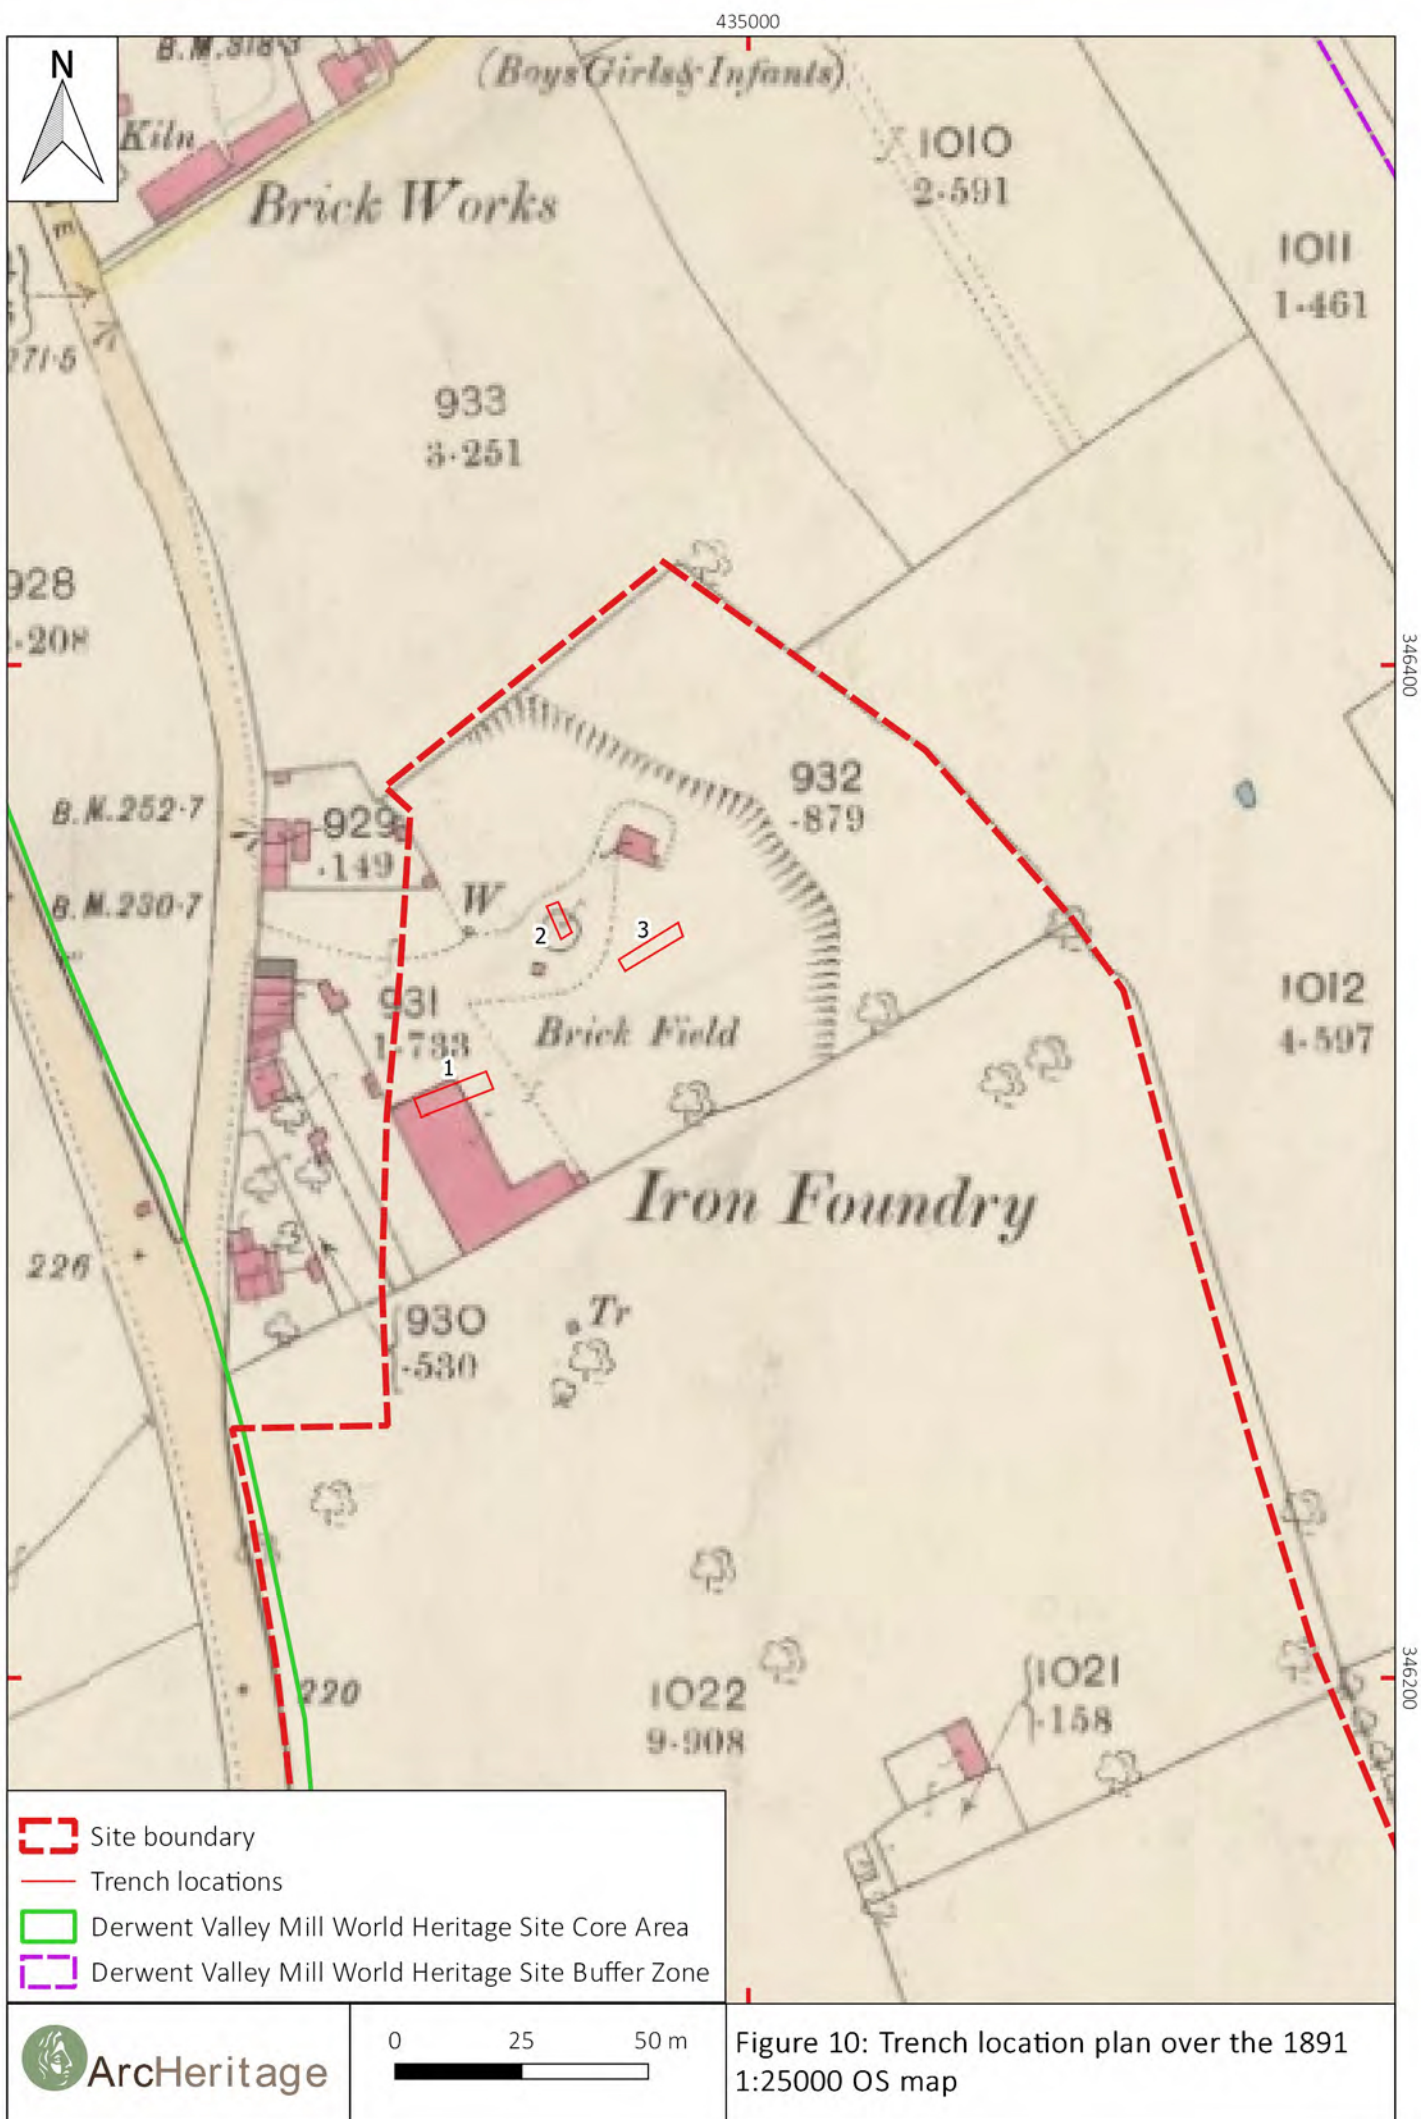 435000
N
B.M.318·3
(Boys Girls & Infants)
Kiln
Brick Works
1010
2·591
1011
1·461
271·5
933
3·251
928
·208
346400
B.M.252·7
929
·149
932
·879
B.M.230·7
W
2
3
931
1·733
Brick Field
1012
4·597
1
Iron Foundry
226
930
·530
Tr
220
1022
9·908
1021
·158
346200
Site boundary
Trench locations
Derwent Valley Mill World Heritage Site Core Area
Derwent Valley Mill World Heritage Site Buffer Zone
ArcHeritage
0 25 50 m
Figure 10: Trench location plan over the 1891
1:25000 OS map